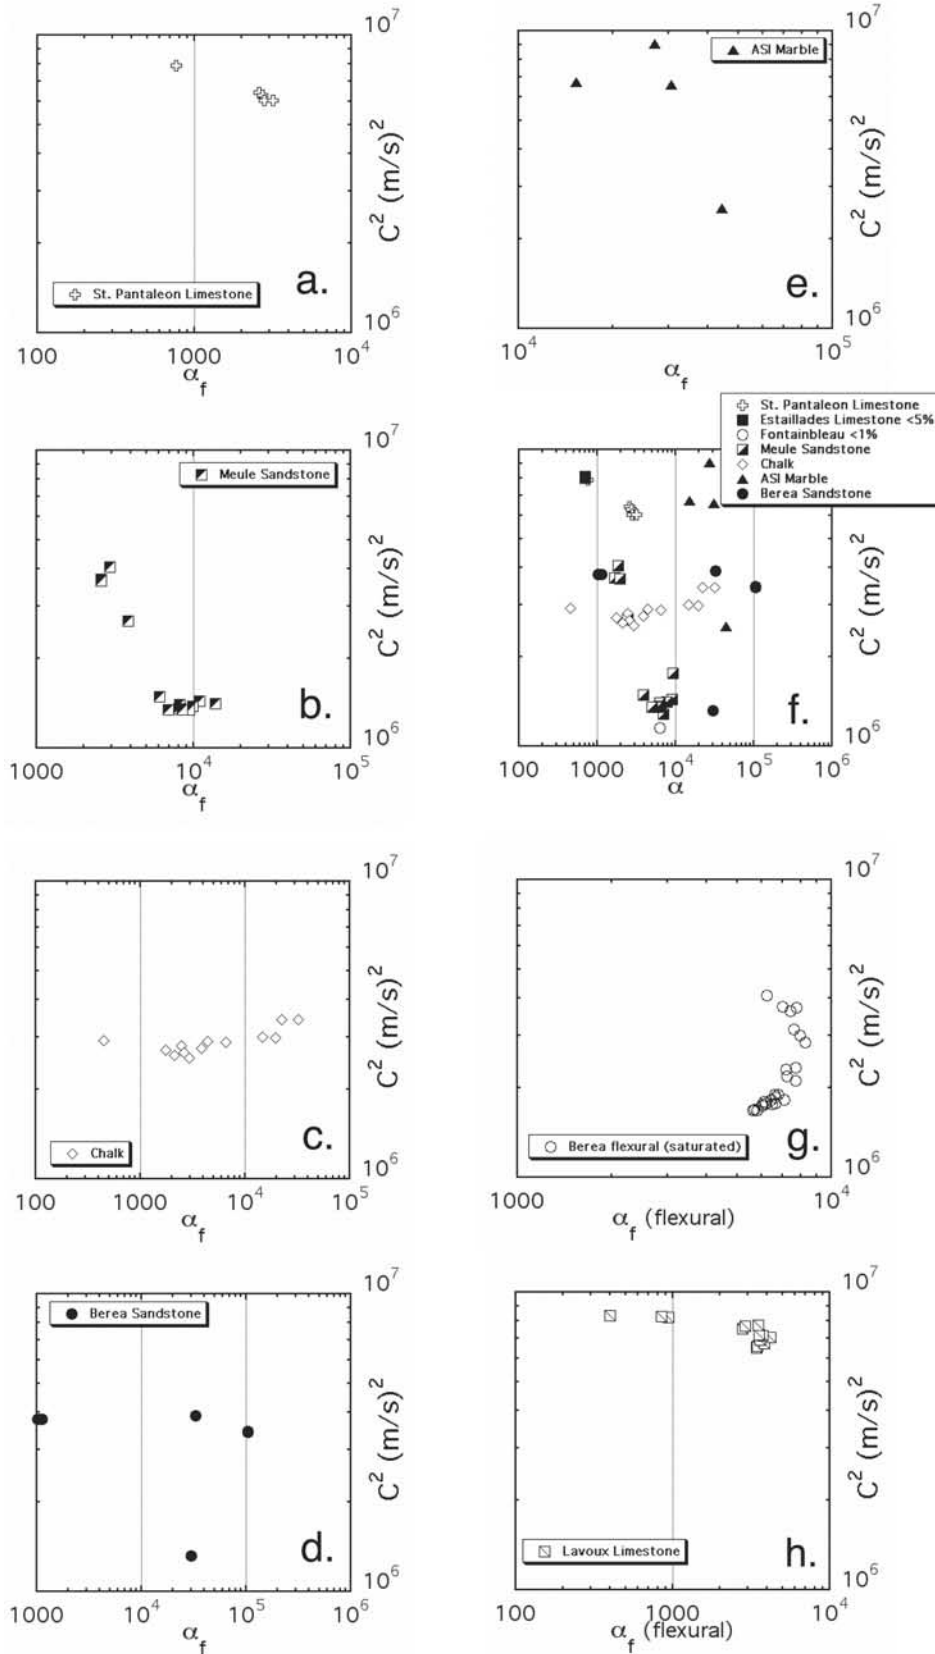 10^7
C^2 (m/s)^2
St. Pantaleon Limestone
a.
10^6
100
1000
10^4
α_f
10^7
ASI Marble
C^2 (m/s)^2
e.
10^6
10^4
10^5
α_f
10^7
Meule Sandstone
C^2 (m/s)^2
b.
10^6
1000
10^4
10^5
α_f
St. Pantaleon Limestone
Estaillades Limestone <5%
Fontainbleau <1%
Meule Sandstone
Chalk
ASI Marble
Berea Sandstone
C^2 (m/s)^2
f.
10^6
100
1000
10^4
10^5
10^6
α
10^7
C^2 (m/s)^2
Chalk
c.
10^6
100
1000
10^4
10^5
α_f
10^7
C^2 (m/s)^2
Berea flexural (saturated)
g.
10^6
1000
10^4
α_f (flexural)
10^7
Berea Sandstone
C^2 (m/s)^2
d.
10^6
1000
10^4
10^5
10^6
α_f
10^7
C^2 (m/s)^2
Lavoux Limestone
h.
10^6
100
1000
10^4
α_f (flexural)